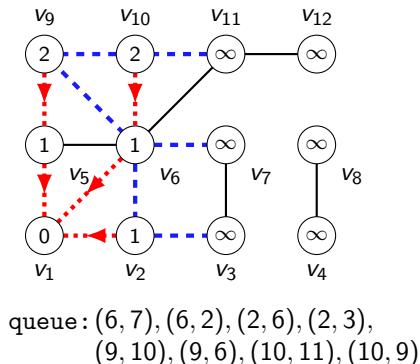 v₉ v₁₀ v₁₁ v₁₂
2 2 ∞ ∞
1 1 ∞ ∞
v₅ v₆ v₇ v₈
0 1 ∞ ∞
v₁ v₂ v₃ v₄
queue: (6, 7), (6, 2), (2, 6), (2, 3),
(9, 10), (9, 6), (10, 11), (10, 9)